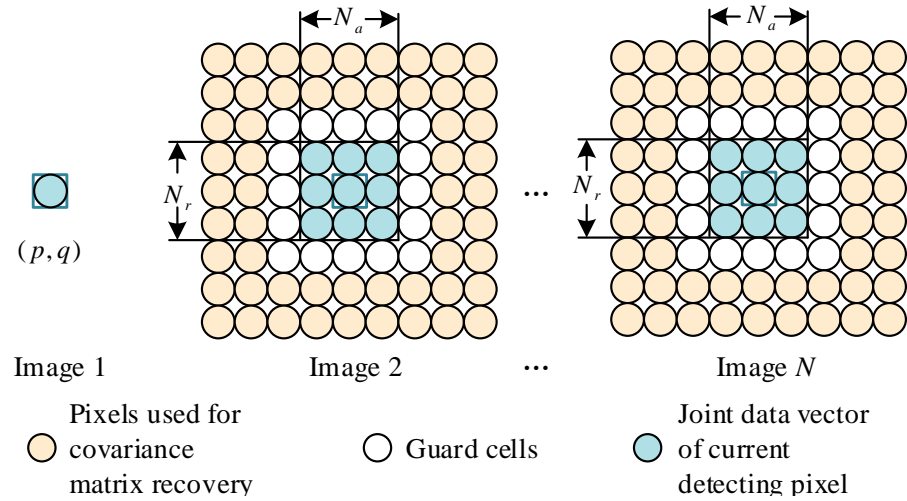 N_a
N_a
N_r
N_r
...
(p, q)
Image 1
Image 2
...
Image N
Pixels used for
covariance
matrix recovery
Guard cells
Joint data vector
of current
detecting pixel